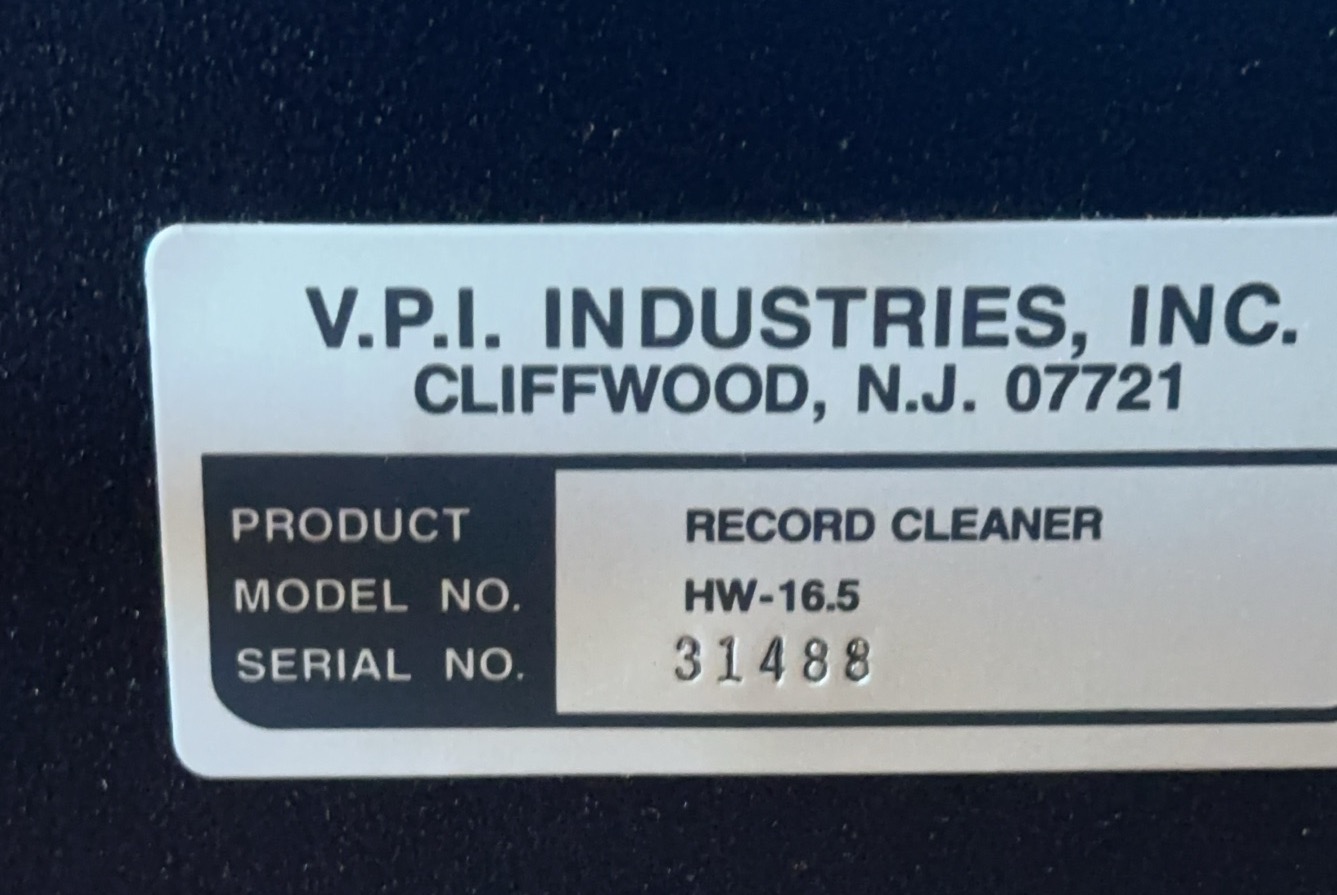 V.P.I. INDUSTRIES, INC.
CLIFFWOOD, N.J. 07721
PRODUCT RECORD CLEANER
MODEL NO. HW-16.5
SERIAL NO. 31488